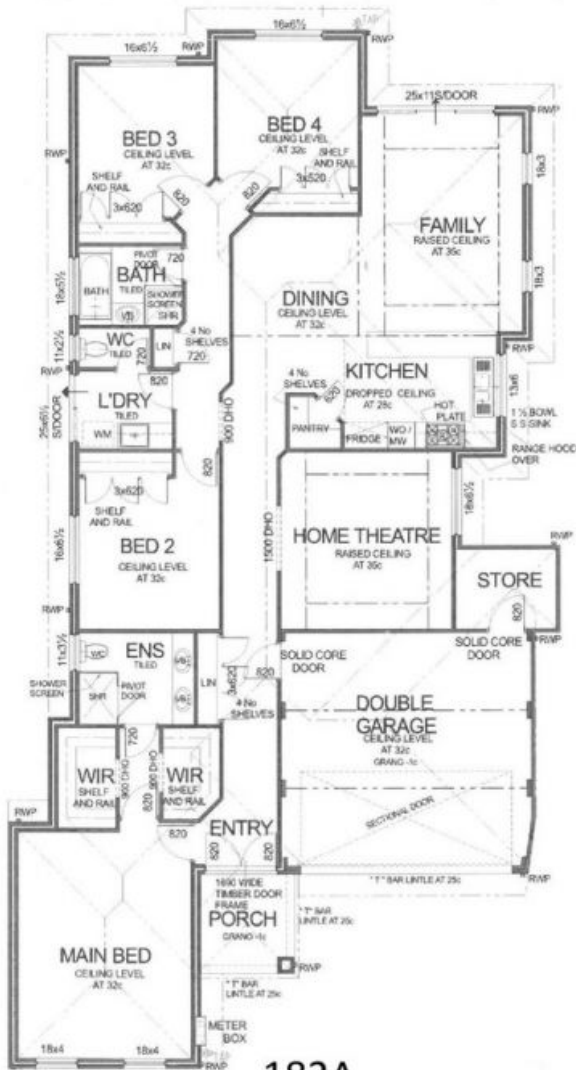 16x6½
TAP
RWP
RWP
16x6½
25x11S/DOOR
RWP
RWP
BED 3
CEILING LEVEL
AT 32c
BED 4
CEILING LEVEL
AT 32c
SHELF
AND RAIL
3x620
820
820
SHELF
AND RAIL
3x520
18x3
FAMILY
RAISED CEILING
AT 35c
18x3
BATH
TILED
PIVOT
DOOR
720
BATH
VB
SHOWER
SCREEN
SHR
18x5½
DINING
CEILING LEVEL
AT 32c
WC
TILED
720
LIN
4 No
SHELVES
720
11x2½
RWP
RWP
820
L'DRY
TILED
WM
25x6½
S/DOOR
900 DHO
KITCHEN
DROPPED CEILING
AT 28c
4 No
SHELVES
620
PANTRY
FRIDGE
WO /
MW
HOT
PLATE
13x6
1 ½ BOWL
S S SINK
RANGE HOOD
OVER
820
3x620
SHELF
AND RAIL
BED 2
CEILING LEVEL
AT 32c
16x6½
RWP
1500 DHO
HOME THEATRE
RAISED CEILING
AT 35c
18x6½
RWP
STORE
820
SOLID CORE
DOOR
RWP
ENS
TILED
WC
11x3½
SHOWER
SCREEN
SHR
PIVOT
DOOR
VB
VB
720
LIN
3x620
4 No
SHELVES
820
SOLID CORE
DOOR
DOUBLE
GARAGE
CEILING LEVEL
AT 32c
GRANO -1c
SECTIONAL DOOR
WIR
SHELF
AND RAIL
900 DHO
900 DHO
WIR
SHELF
AND RAIL
RWP
820
820
ENTRY
820
820
RWP
"T" BAR LINTLE AT 25c
1690 WIDE
TIMBER DOOR
FRAME
PORCH
GRANO -1c
"T" BAR
LINTLE AT 25c
RWP
"T" BAR
LINTLE AT 25c
MAIN BED
CEILING LEVEL
AT 32c
METER
BOX
18x4
18x4
RWP
183A